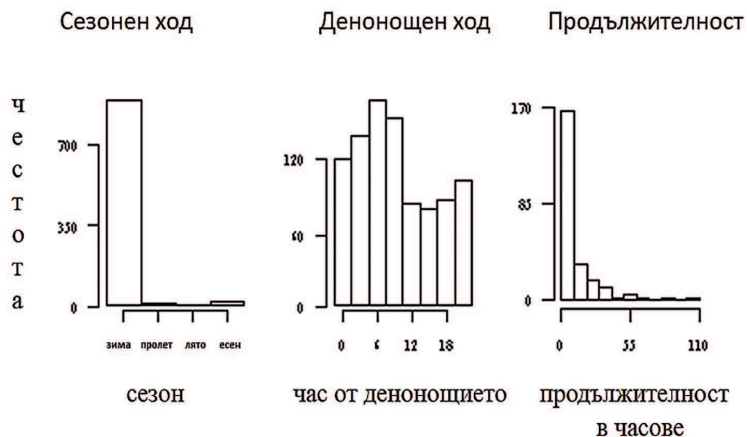 Сезонен ход
Денонощен ход
Продължителност
честота
700
350
0
зима пролет лято есен
сезон
120
60
0
0 6 12 18
час от денонощието
170
85
0
0 55 110
продължителност
в часове